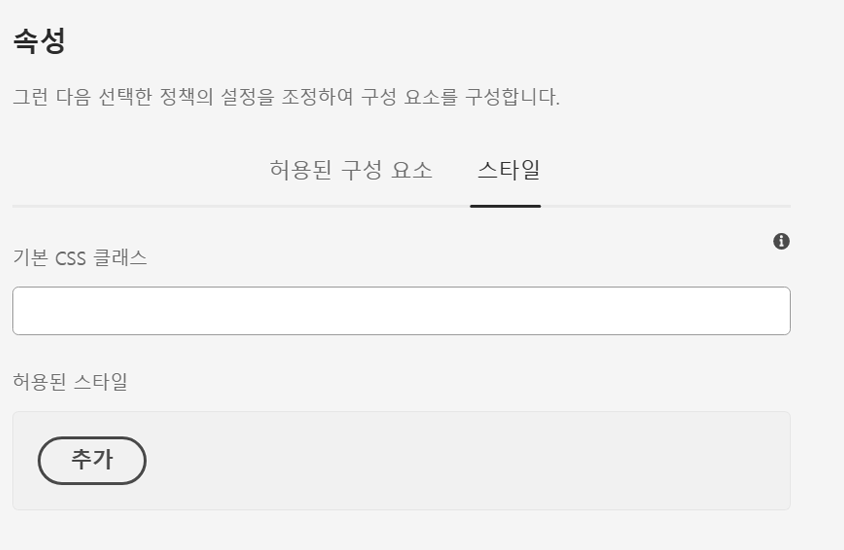 속성
그런 다음 선택한 정책의 설정을 조정하여 구성 요소를 구성합니다.
허용된 구성 요소 스타일
기본 CSS 클래스
허용된 스타일
추가